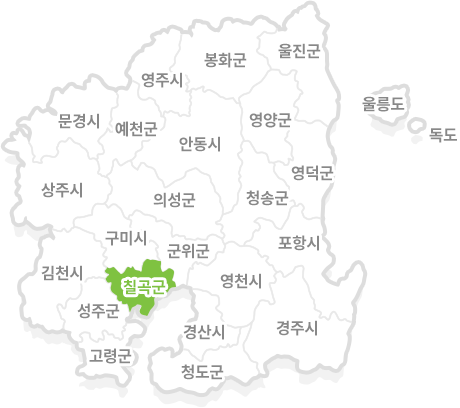 울진군
봉화군
영주시
울릉도
문경시
예천군
영양군
독도
안동시
영덕군
상주시
의성군
청송군
구미시
포항시
군위군
김천시
영천시
칠곡군
성주군
경산시
경주시
고령군
청도군